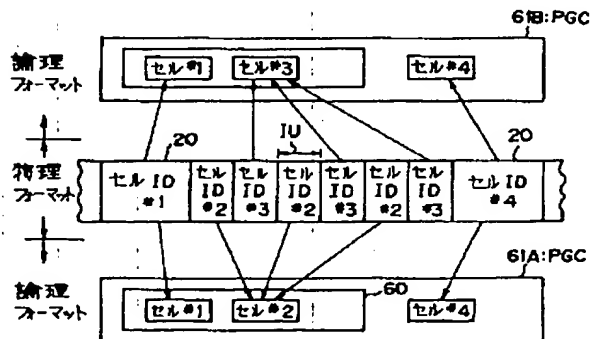 61B:PGC
論理
フォーマット
セル#1
セル#3
セル#4
20
IU
20
物理
フォーマット
セル ID
#1
セル
ID
#2
セル
ID
#3
セル
ID
#2
セル
ID
#3
セル
ID
#2
セル
ID
#3
セル ID
#4
61A:PGC
論理
フォーマット
60
セル#1
セル#2
セル#4